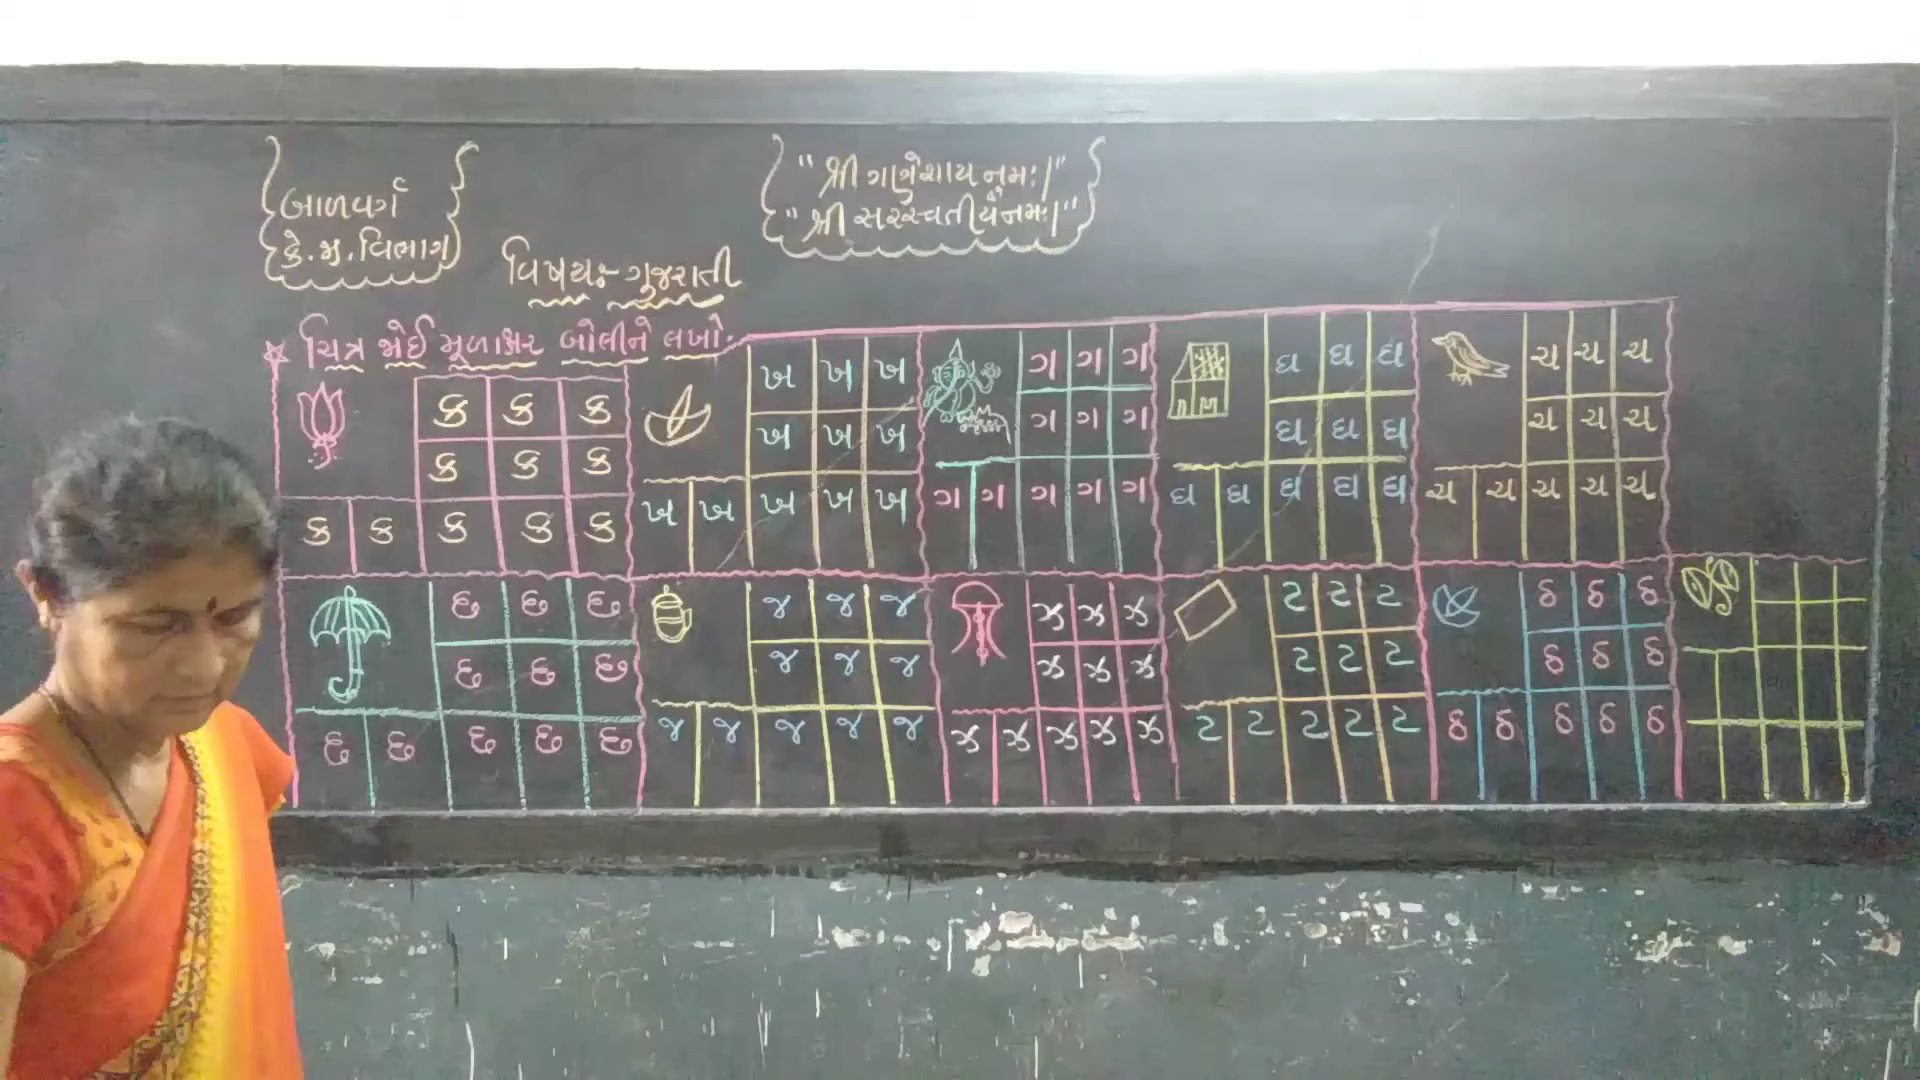 બાળવર્ગ
કે.મુ.વિભાગ
"શ્રી ગણેશાય નમઃ|"
"શ્રી સરસ્વતીયૈ નમઃ|"
વિષયઃ- ગુજરાતી
ચિત્ર જોઈ મૂળાક્ષર બોલીને લખો.
ક ક ક
ક ક ક
ક ક ક ક ક
ખ ખ ખ
ખ ખ ખ
ખ ખ ખ ખ ખ
ગ ગ ગ
ગ ગ ગ
ગ ગ ગ ગ ગ
ઘ ઘ ઘ
ઘ ઘ ઘ
ઘ ઘ ઘ ઘ ઘ
ચ ચ ચ
ચ ચ ચ
ચ ચ ચ ચ ચ
છ છ છ
છ છ છ
છ છ છ છ છ
જ જ જ
જ જ જ
જ જ જ જ જ
ઝ ઝ ઝ
ઝ ઝ ઝ
ઝ ઝ ઝ ઝ ઝ
ટ ટ ટ
ટ ટ ટ
ટ ટ ટ ટ ટ
ઠ ઠ ઠ
ઠ ઠ ઠ
ઠ ઠ ઠ ઠ ઠ